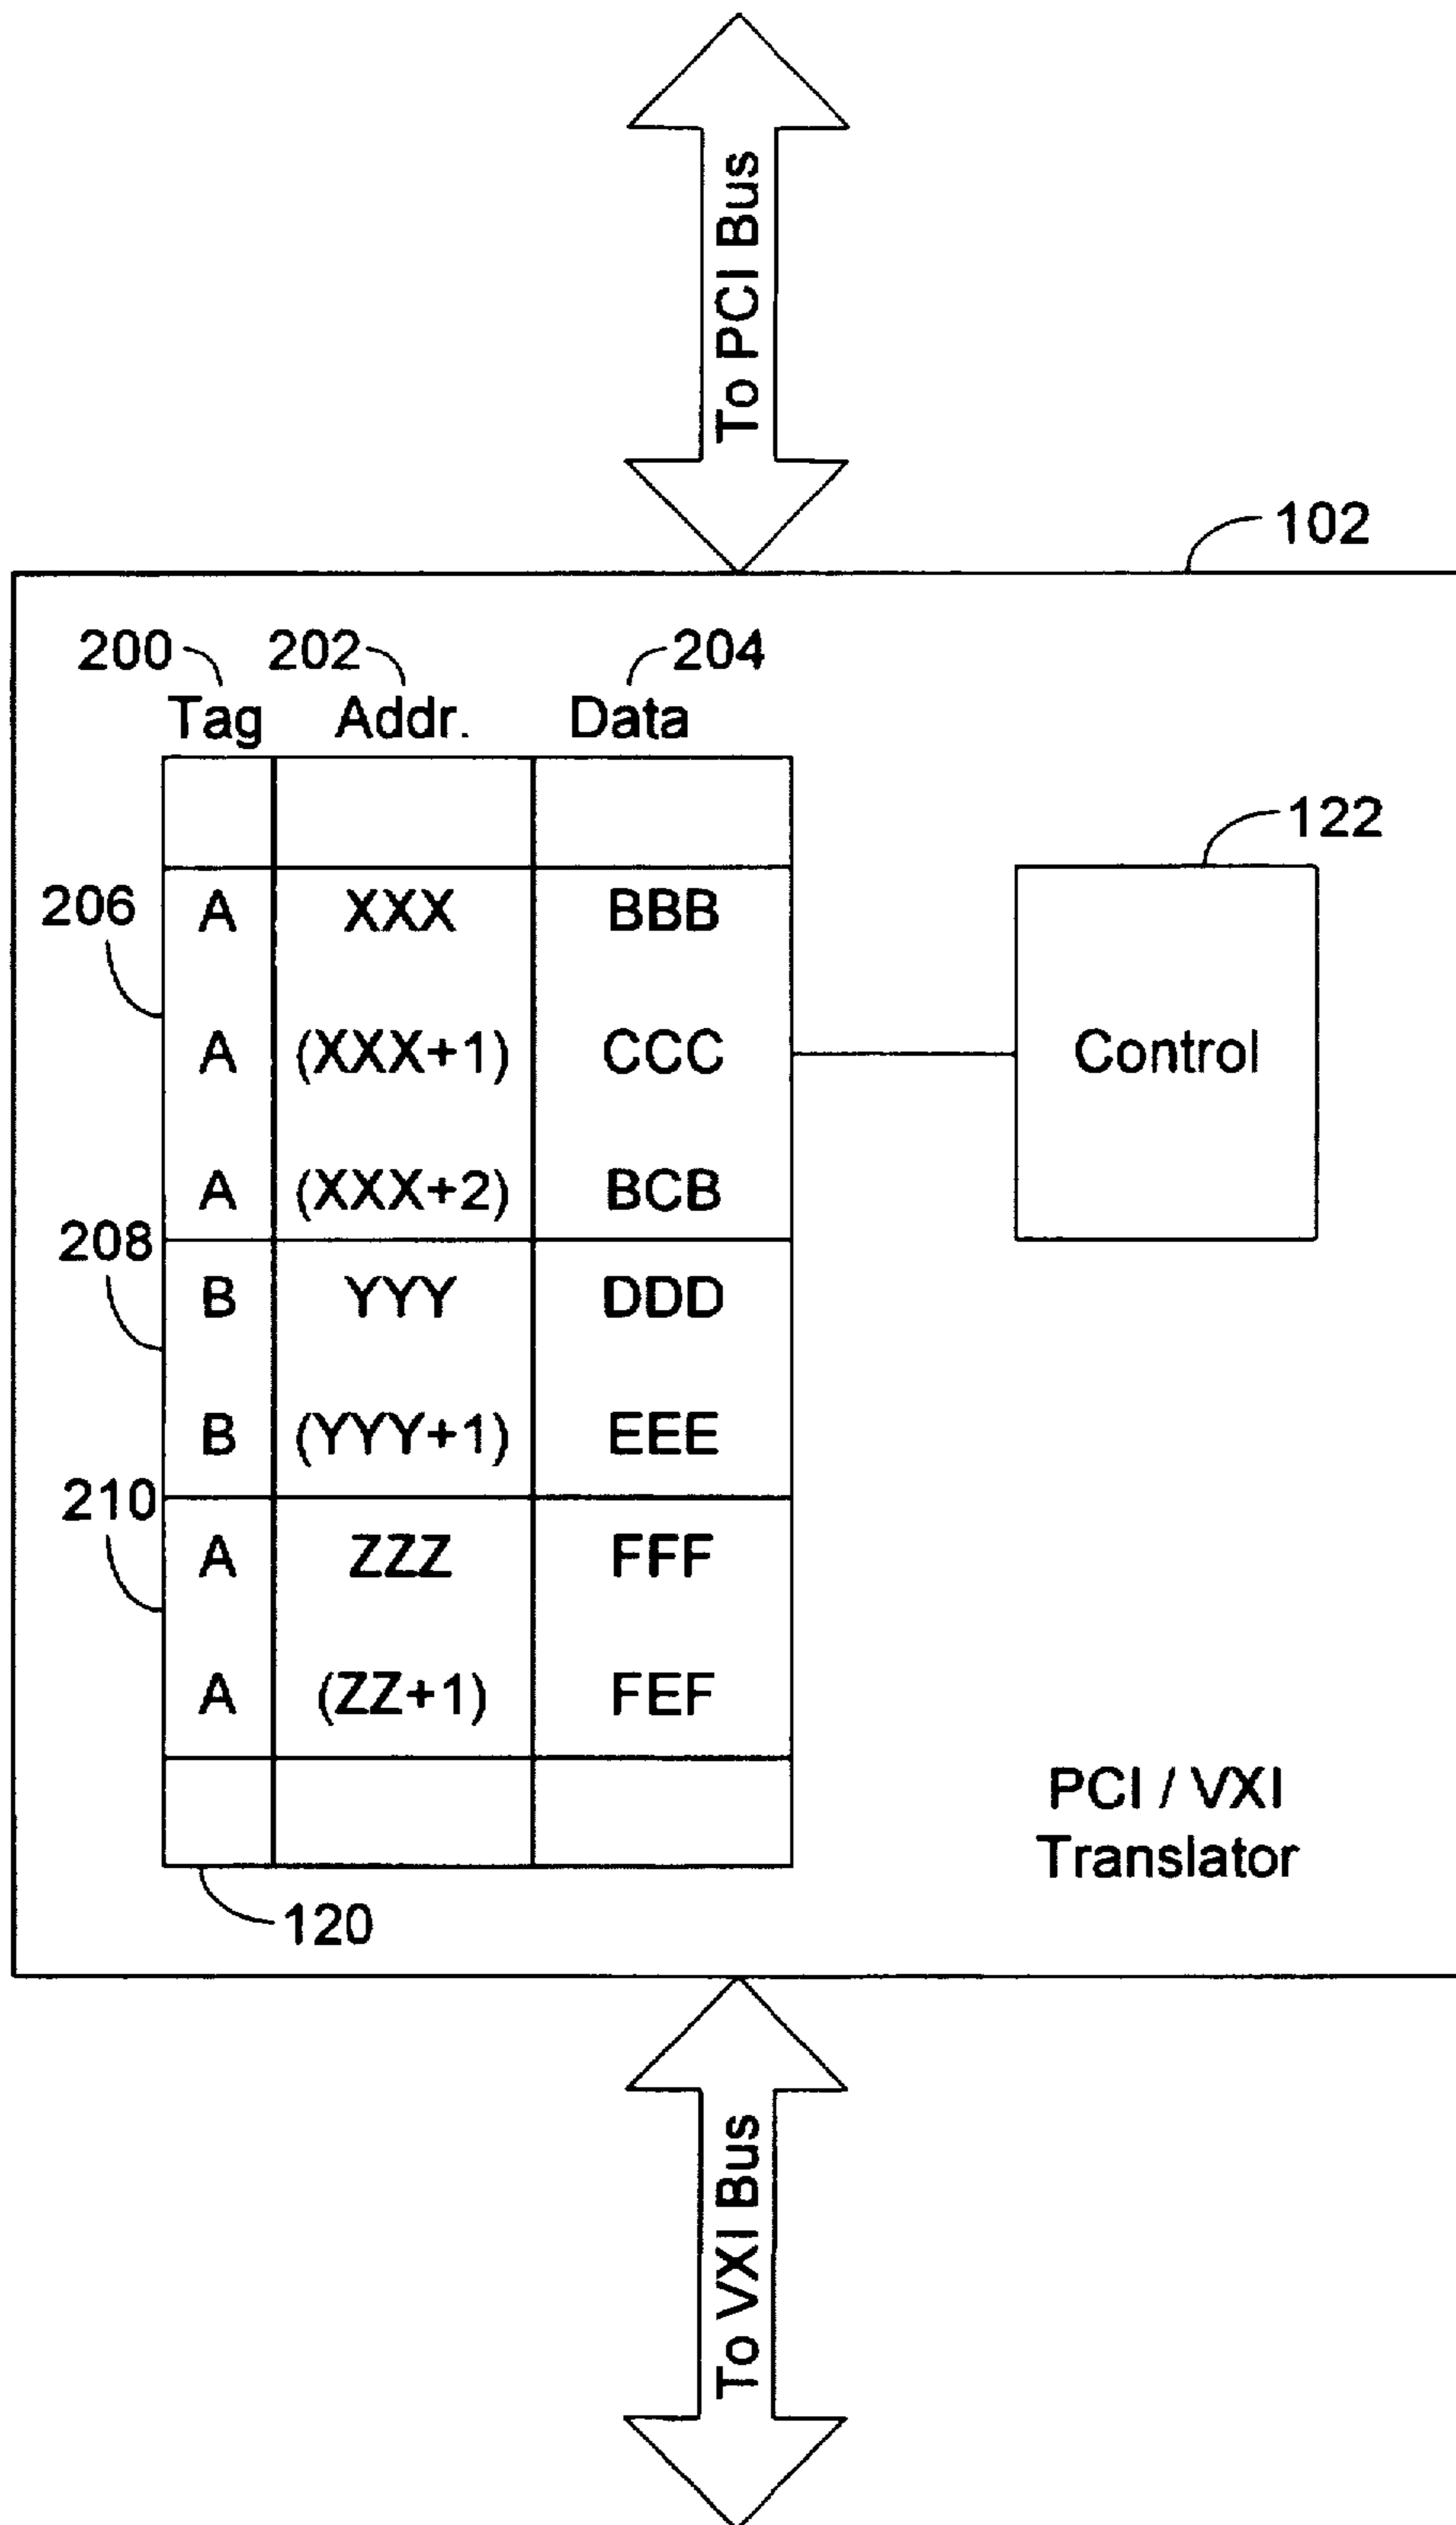 To PCI Bus
102
200 202 204
Tag Addr. Data
122
206 A XXX BBB
A (XXX+1) CCC
Control
A (XXX+2) BCB
208
B YYY DDD
B (YYY+1) EEE
210
A ZZZ FFF
A (ZZ+1) FEF
PCI / VXI
Translator
120
To VXI Bus